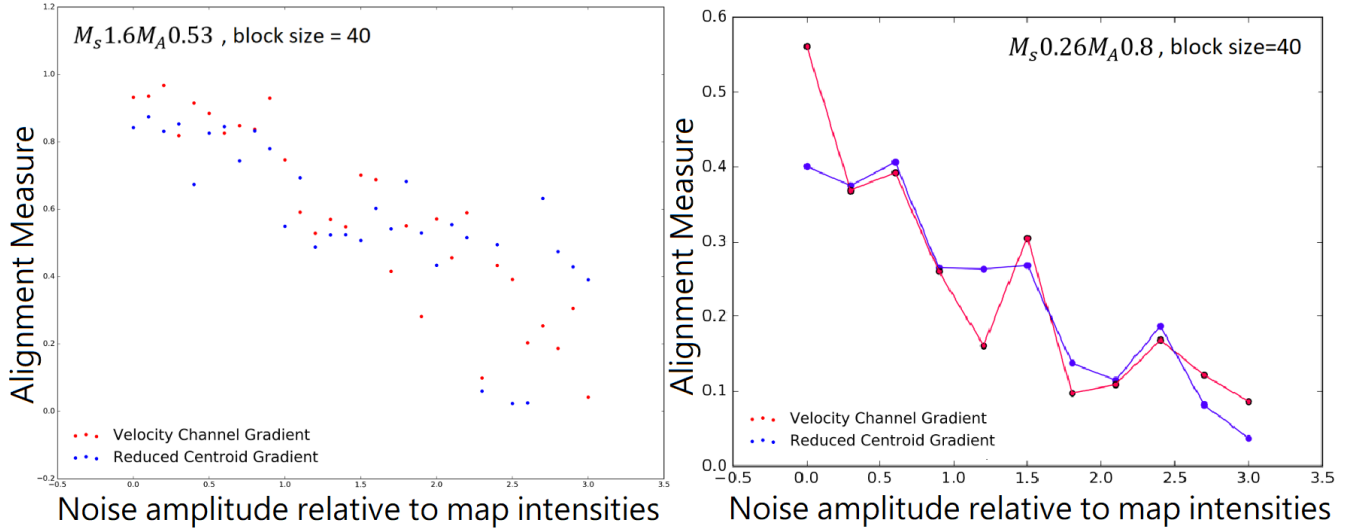 M_s1.6M_A0.53 , block size = 40
1.2
1.0
0.8
0.6
0.4
0.2
0.0
−0.2
Alignment Measure
Velocity Channel Gradient
Reduced Centroid Gradient
−0.5 0.0 0.5 1.0 1.5 2.0 2.5 3.0 3.5
Noise amplitude relative to map intensities
M_s0.26M_A0.8 , block size=40
0.6
0.5
0.4
0.3
0.2
0.1
0.0
Alignment Measure
Velocity Channel Gradient
Reduced Centroid Gradient
−0.5 0.0 0.5 1.0 1.5 2.0 2.5 3.0 3.5
Noise amplitude relative to map intensities